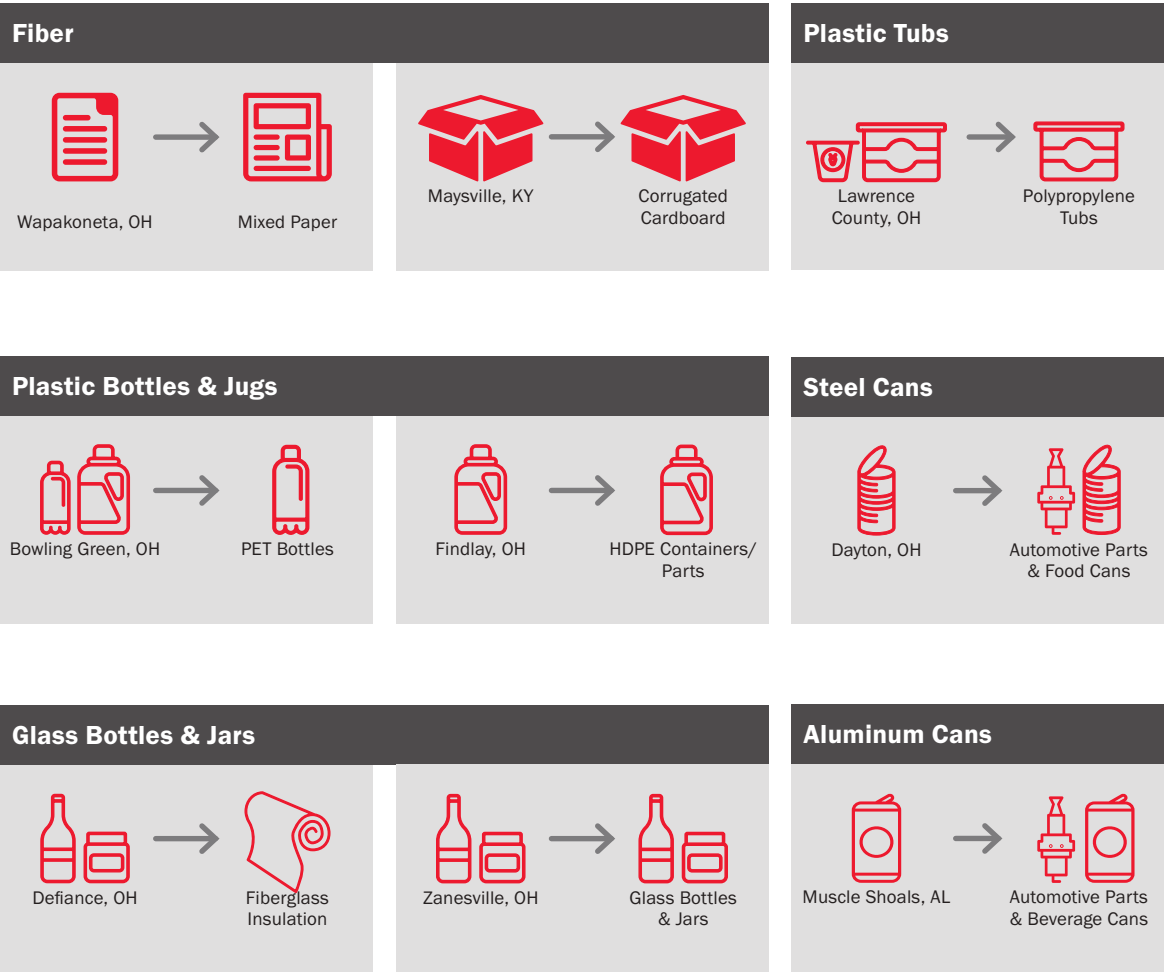 Fiber
Wapakoneta, OH
Mixed Paper
Maysville, KY
Corrugated
Cardboard
Plastic Tubs
Lawrence
County, OH
Polypropylene
Tubs
Plastic Bottles & Jugs
Bowling Green, OH
PET Bottles
Findlay, OH
HDPE Containers/
Parts
Steel Cans
Dayton, OH
Automotive Parts
& Food Cans
Glass Bottles & Jars
Defiance, OH
Fiberglass
Insulation
Zanesville, OH
Glass Bottles
& Jars
Aluminum Cans
Muscle Shoals, AL
Automotive Parts
& Beverage Cans